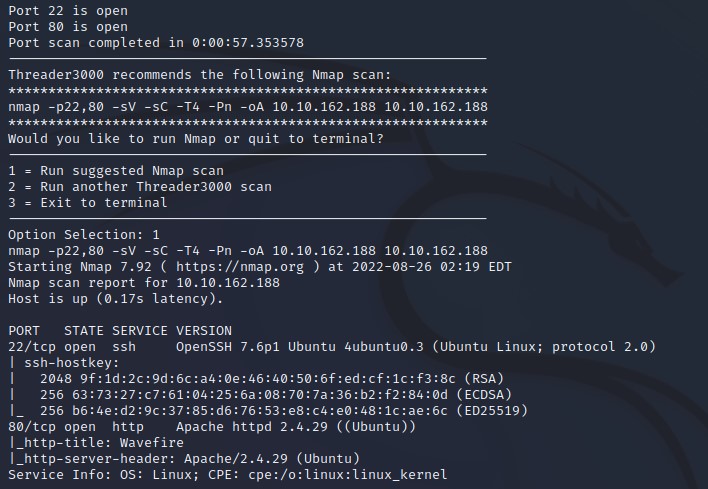 Port 22 is open
Port 80 is open
Port scan completed in 0:00:57.353578
Threader3000 recommends the following Nmap scan:
************************************************************
nmap -p22,80 -sV -sC -T4 -Pn -oA 10.10.162.188 10.10.162.188
************************************************************
Would you like to run Nmap or quit to terminal?
1 = Run suggested Nmap scan
2 = Run another Threader3000 scan
3 = Exit to terminal
Option Selection: 1
nmap -p22,80 -sV -sC -T4 -Pn -oA 10.10.162.188 10.10.162.188
Starting Nmap 7.92 ( https://nmap.org ) at 2022-08-26 02:19 EDT
Nmap scan report for 10.10.162.188
Host is up (0.17s latency).
PORT   STATE SERVICE VERSION
22/tcp open  ssh     OpenSSH 7.6p1 Ubuntu 4ubuntu0.3 (Ubuntu Linux; protocol 2.0)
| ssh-hostkey:
|   2048 9f:1d:2c:9d:6c:a4:0e:46:40:50:6f:ed:cf:1c:f3:8c (RSA)
|   256 63:73:27:c7:61:04:25:6a:08:70:7a:36:b2:f2:84:0d (ECDSA)
|_  256 b6:4e:d2:9c:37:85:d6:76:53:e8:c4:e0:48:1c:ae:6c (ED25519)
80/tcp open  http    Apache httpd 2.4.29 ((Ubuntu))
|_http-title: Wavefire
|_http-server-header: Apache/2.4.29 (Ubuntu)
Service Info: OS: Linux; CPE: cpe:/o:linux:linux_kernel